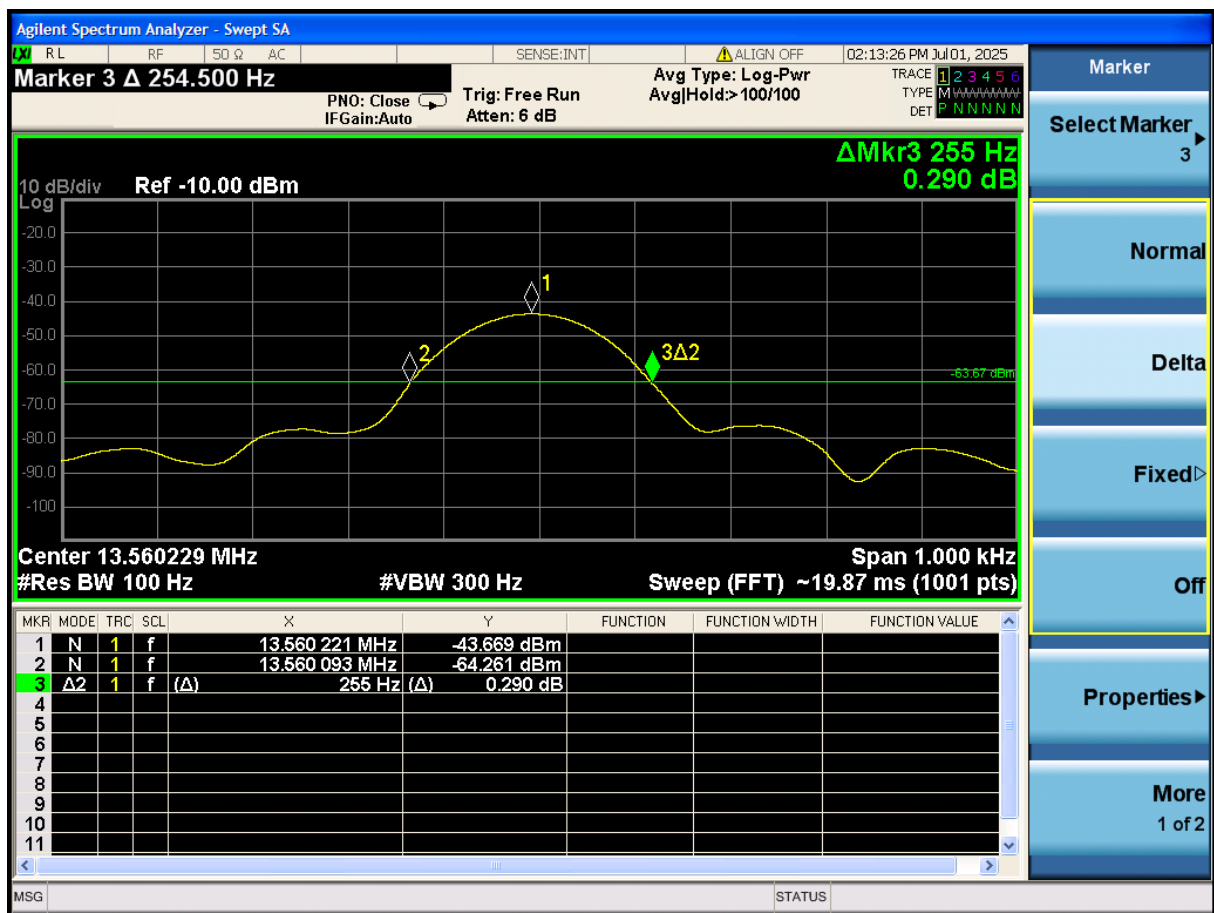 Agilent Spectrum Analyzer - Swept SA
LXI RL RF 50 Ω AC SENSE:INT ALIGN OFF 02:13:26 PM Jul 01, 2025
Marker 3 Δ 254.500 Hz
PNO: Close
IFGain:Auto
Trig: Free Run
Atten: 6 dB
Avg Type: Log-Pwr
Avg|Hold:> 100/100
TRACE 1 2 3 4 5 6
TYPE M WWWWW
DET P N N N N N
ΔMkr3 255 Hz
0.290 dB
10 dB/div Ref -10.00 dBm
Log
-20.0
-30.0
-40.0
-50.0
-60.0
-70.0
-80.0
-90.0
-100
1
2
3Δ2
-63.67 dBm
Center 13.560229 MHz Span 1.000 kHz
#Res BW 100 Hz #VBW 300 Hz Sweep (FFT) ~19.87 ms (1001 pts)
MKR MODE TRC SCL X Y FUNCTION FUNCTION WIDTH FUNCTION VALUE
1 N 1 f 13.560 221 MHz -43.669 dBm
2 N 1 f 13.560 093 MHz -64.261 dBm
3 Δ2 1 f (Δ) 255 Hz (Δ) 0.290 dB
4
5
6
7
8
9
10
11
MSG STATUS
Marker
Select Marker
3
Normal
Delta
Fixed
Off
Properties
More
1 of 2